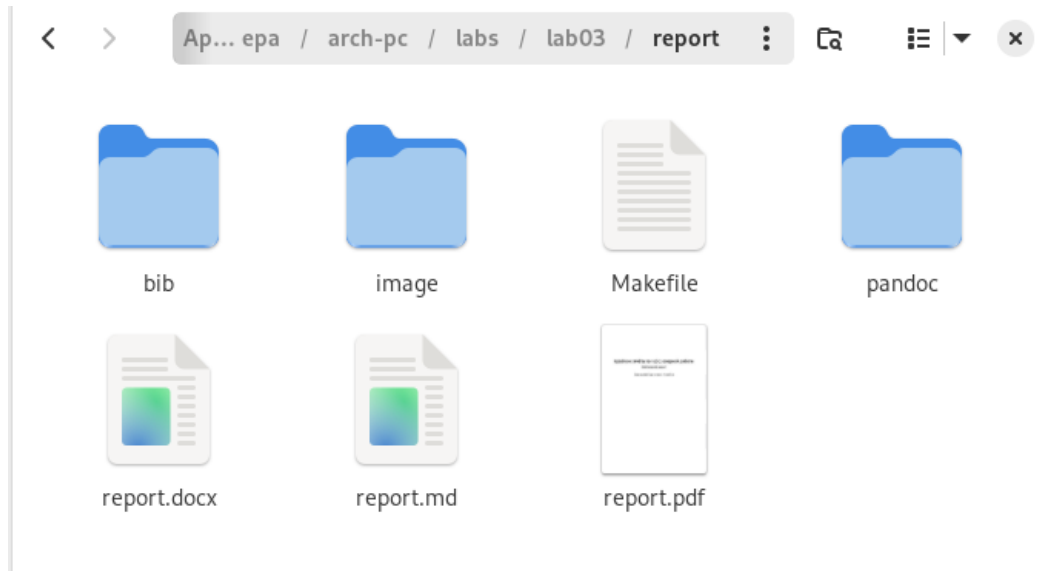 Ap... epa / arch-pc / labs / lab03 / report
bib
image
Makefile
pandoc
report.docx
report.md
report.pdf